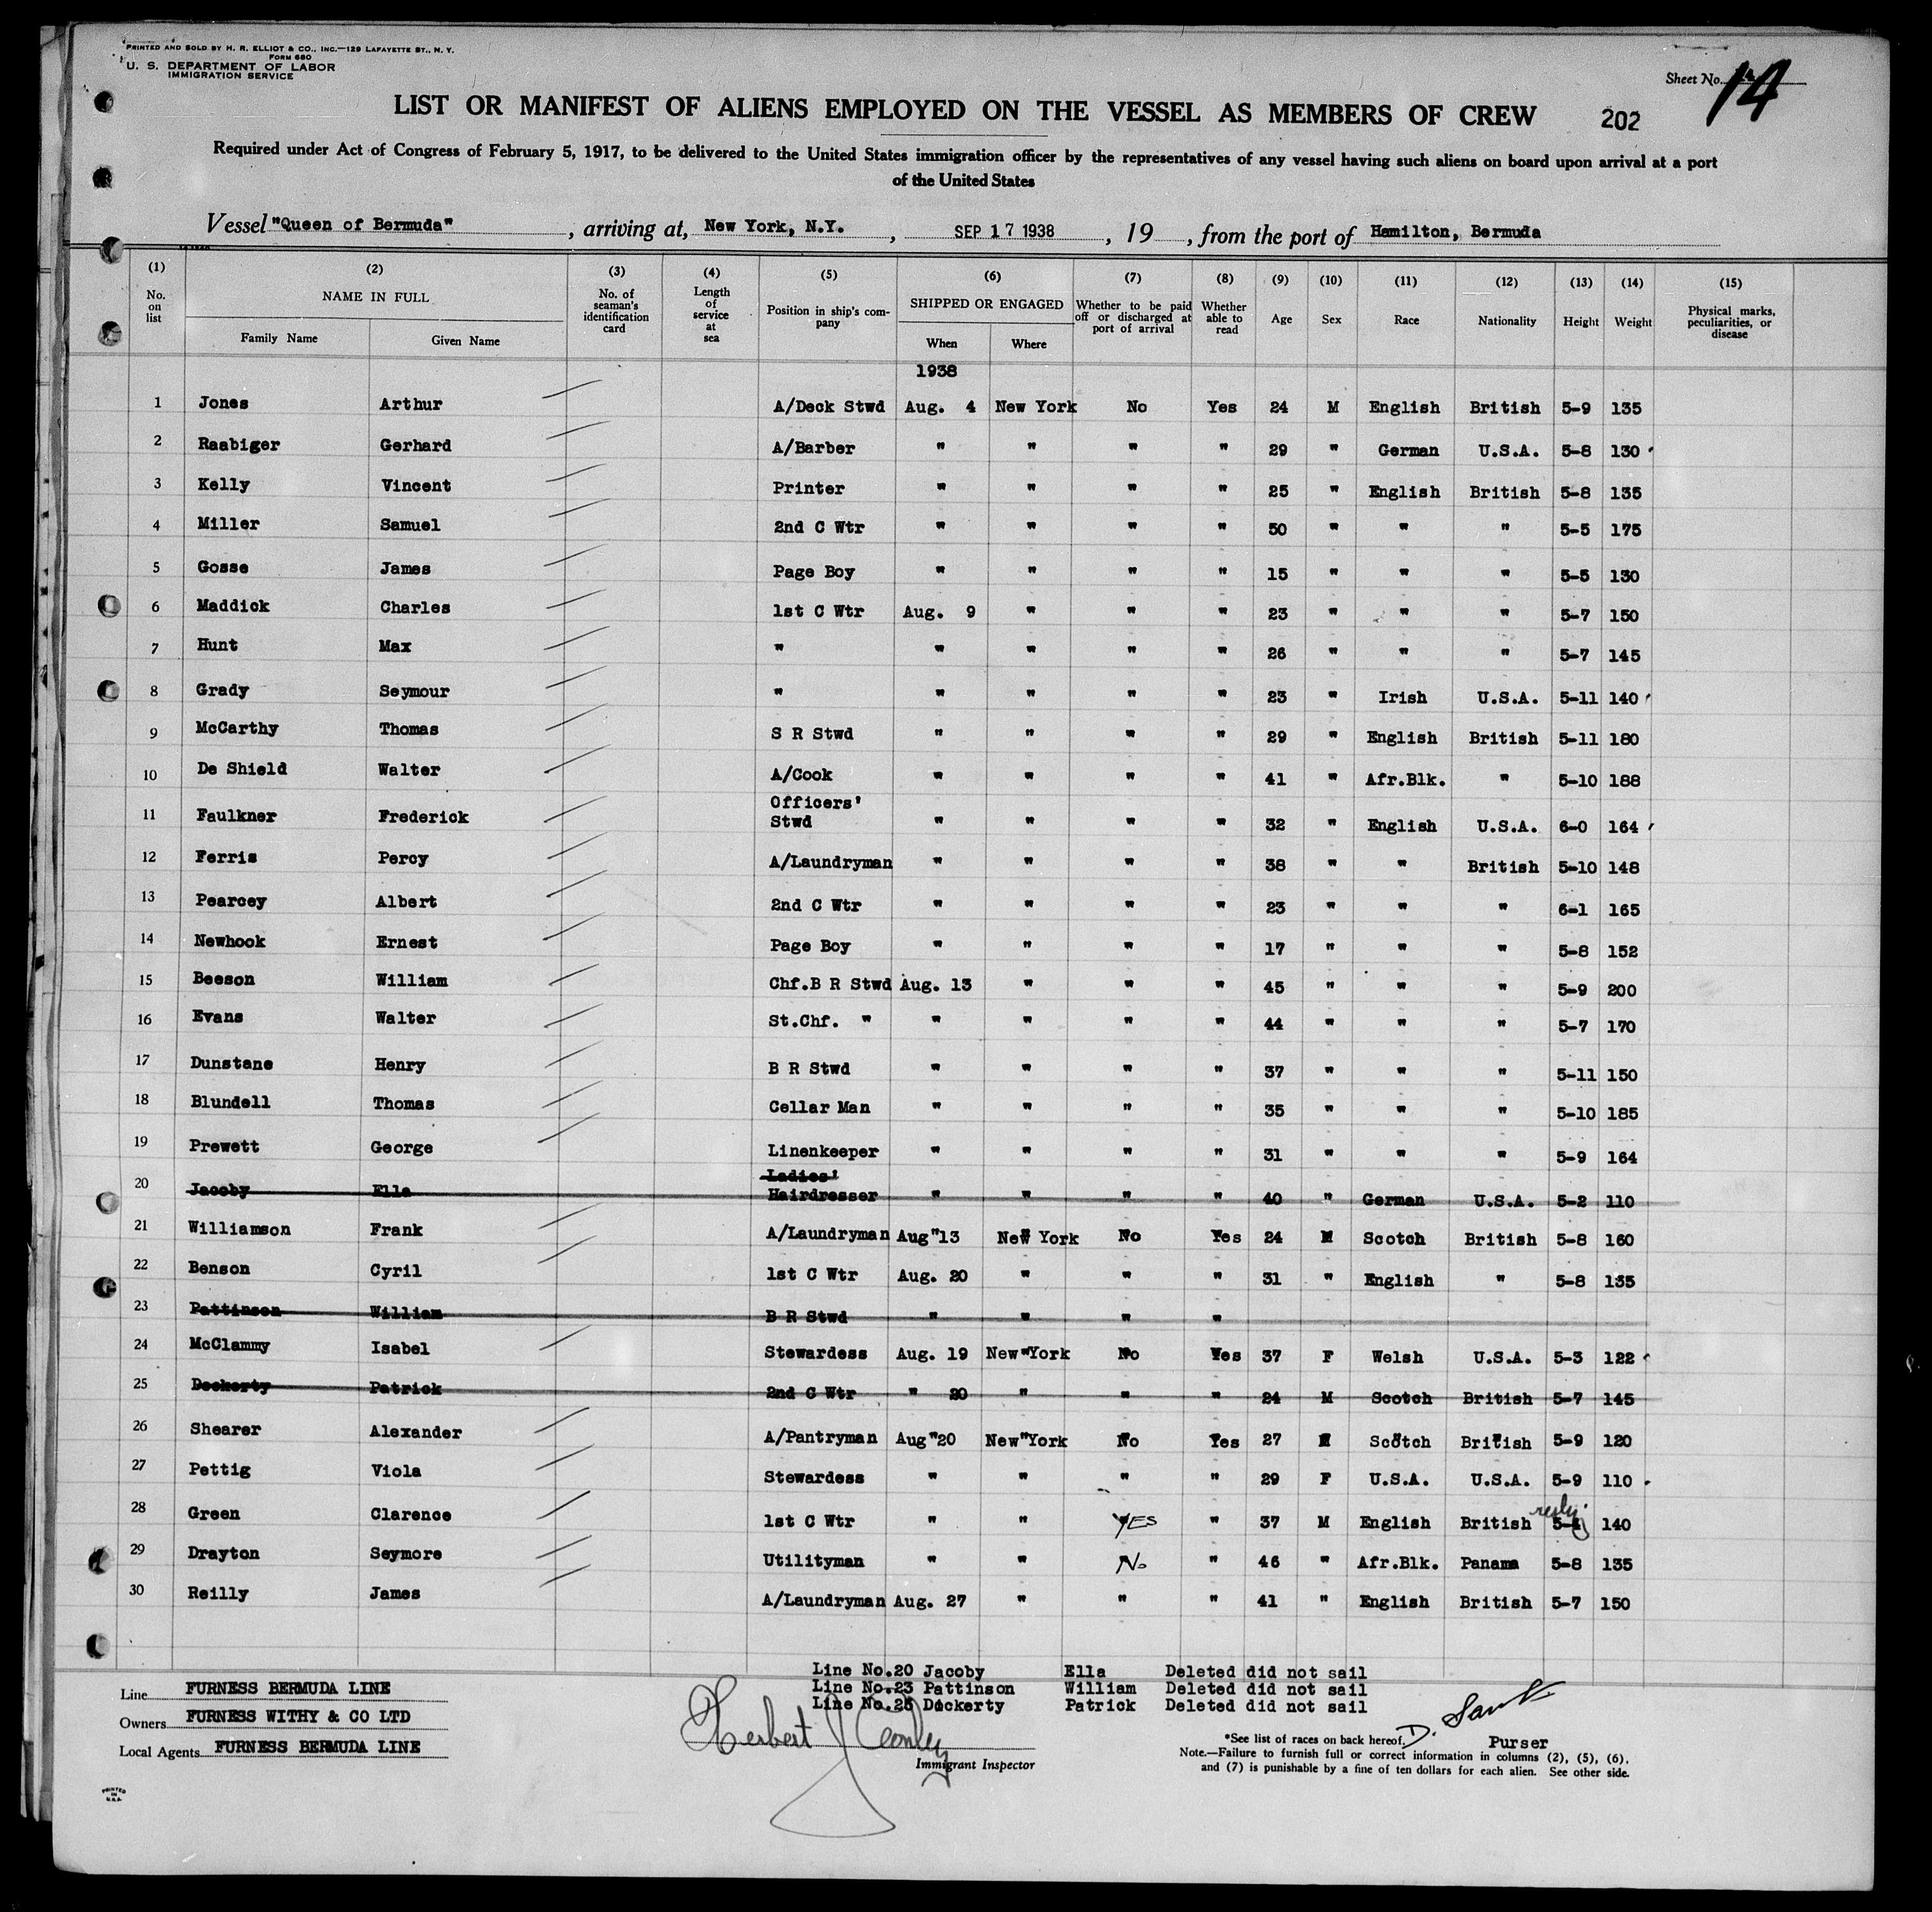 PRINTED AND SOLD BY H. R. ELLIOT & CO., INC.—129 LAFAYETTE ST., N. Y.
FORM 680
U. S. DEPARTMENT OF LABOR
IMMIGRATION SERVICE
Sheet No. 14
LIST OR MANIFEST OF ALIENS EMPLOYED ON THE VESSEL AS MEMBERS OF CREW 202
Required under Act of Congress of February 5, 1917, to be delivered to the United States immigration officer by the representatives of any vessel having such aliens on board upon arrival at a port
of the United States
Vessel "Queen of Bermuda", arriving at, New York, N.Y., SEP 17 1938, 19, from the port of Hamilton, Bermuda
(1) (2) (3) (4) (5) (6) (7) (8) (9) (10) (11) (12) (13) (14) (15)
No. on list NAME IN FULL Family Name Given Name No. of seaman's identification card Length of service at sea Position in ship's company SHIPPED OR ENGAGED When Where Whether to be paid off or discharged at port of arrival Whether able to read Age Sex Race Nationality Height Weight Physical marks, peculiarities, or disease
1938
1 Jones Arthur A/Deck Stwd Aug. 4 New York No Yes 24 M English British 5-9 135
2 Raabiger Gerhard A/Barber " " " " 29 " German U.S.A. 5-8 130
3 Kelly Vincent Printer " " " " 25 " English British 5-8 135
4 Miller Samuel 2nd C Wtr " " " " 50 " " " 5-5 175
5 Gosse James Page Boy " " " " 15 " " " 5-5 130
6 Maddick Charles 1st C Wtr Aug. 9 " " " 23 " " " 5-7 150
7 Hunt Max " " " " " 26 " " " 5-7 145
8 Grady Seymour " " " " " 23 " Irish U.S.A. 5-11 140
9 McCarthy Thomas S R Stwd " " " " 29 " English British 5-11 180
10 De Shield Walter A/Cook " " " " 41 " Afr.Blk. " 5-10 188
11 Faulkner Frederick Officers' Stwd " " " " 32 " English U.S.A. 6-0 164
12 Ferris Percy A/Laundryman " " " " 38 " " British 5-10 148
13 Pearcey Albert 2nd C Wtr " " " " 23 " " " 6-1 165
14 Newhook Ernest Page Boy " " " " 17 " " " 5-8 152
15 Beeson William Chf.B R Stwd Aug. 13 " " " 45 " " " 5-9 200
16 Evans Walter St.Chf. " " " " " 44 " " " 5-7 170
17 Dunstane Henry B R Stwd " " " " 37 " " " 5-11 150
18 Blundell Thomas Cellar Man " " " " 35 " " " 5-10 185
19 Prewett George Linenkeeper " " " " 31 " " " 5-9 164
20 Jacoby Ella Ladies' Hairdresser " " " " 40 " German U.S.A. 5-2 110
21 Williamson Frank A/Laundryman Aug"13 New York No Yes 24 M Scotch British 5-8 160
22 Benson Cyril 1st C Wtr Aug. 20 " " " 31 " English " 5-8 135
23 Pattinson William B R Stwd " " " "
24 McClammy Isabel Stewardess Aug. 19 New"York No Yes 37 F Welsh U.S.A. 5-3 122
25 Dockerty Patrick 2nd C Wtr " 20 " " " 24 M Scotch British 5-7 145
26 Shearer Alexander A/Pantryman Aug"20 New"York No Yes 27 M Scotch British 5-9 120
27 Pettig Viola Stewardess " " " " 29 F U.S.A. U.S.A. 5-9 110
28 Green Clarence 1st C Wtr " " YES " 37 M English British 5-4 140
29 Drayton Seymore Utilityman " " No " 46 " Afr.Blk. Panama 5-8 135
30 Reilly James A/Laundryman Aug. 27 " " " 41 " English British 5-7 150
Line No.20 Jacoby Ella Deleted did not sail
Line No.23 Pattinson William Deleted did not sail
Line No.25 Dockerty Patrick Deleted did not sail
Line FURNESS BERMUDA LINE
Owners FURNESS WITHY & CO LTD
Local Agents FURNESS BERMUDA LINE
Herbert J
Immigrant Inspector
D.
Purser
*See list of races on back hereof.
Note.—Failure to furnish full or correct information in columns (2), (5), (6),
and (7) is punishable by a fine of ten dollars for each alien. See other side.
PRINTED
IN
U.S.A.